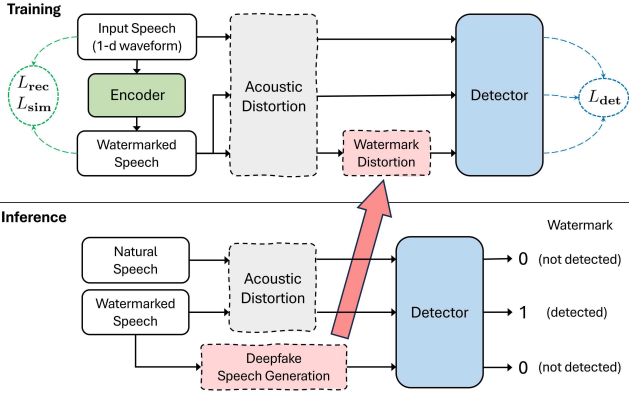 Training
Input Speech
(1-d waveform)
L_rec
L_sim
Encoder
Watermarked
Speech
Acoustic
Distortion
Watermark
Distortion
Detector
L_det
Inference
Natural
Speech
Watermarked
Speech
Acoustic
Distortion
Deepfake
Speech Generation
Detector
Watermark
0 (not detected)
1 (detected)
0 (not detected)